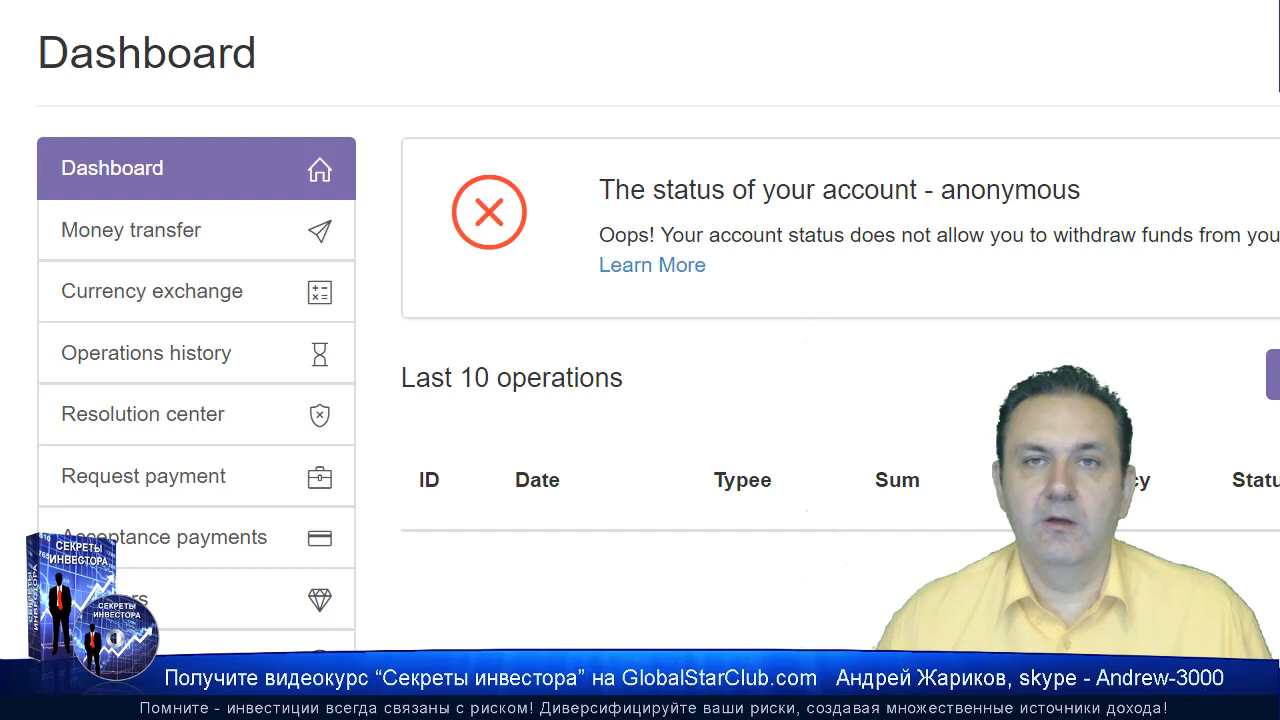 Dashboard
Dashboard
Money transfer
Currency exchange
Operations history
Resolution center
Request payment
Acceptance payments
The status of your account - anonymous
Oops! Your account status does not allow you to withdraw funds from you
Learn More
Last 10 operations
ID Date Typee Sum
СЕКРЕТЫ
ИНВЕСТОРА
СЕКРЕТЫ
ИНВЕСТОРА
СЕКРЕТЫ
ИНВЕСТОРА
Получите видеокурс “Секреты инвестора” на GlobalStarClub.com Андрей Жариков, skype - Andrew-3000
Помните - инвестиции всегда связаны с риском! Диверсифицируйте ваши риски, создавая множественные источники дохода!